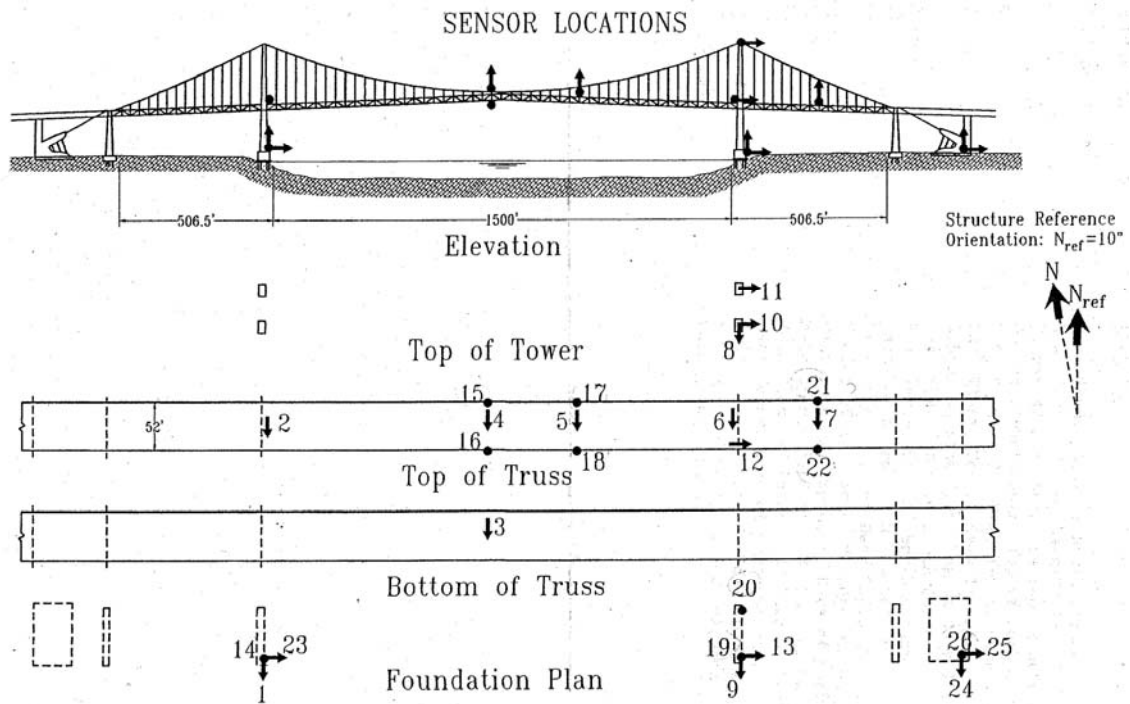 SENSOR LOCATIONS
506.5' 1500' 506.5'
Structure Reference
Orientation: N ref =10°
Elevation
N
N ref
11
10
8
Top of Tower
15 17 21
2 4 5 6 7
52'
16 18 12 22
Top of Truss
3
Bottom of Truss
20
14 23 19 13 26 25
1 9 24
Foundation Plan